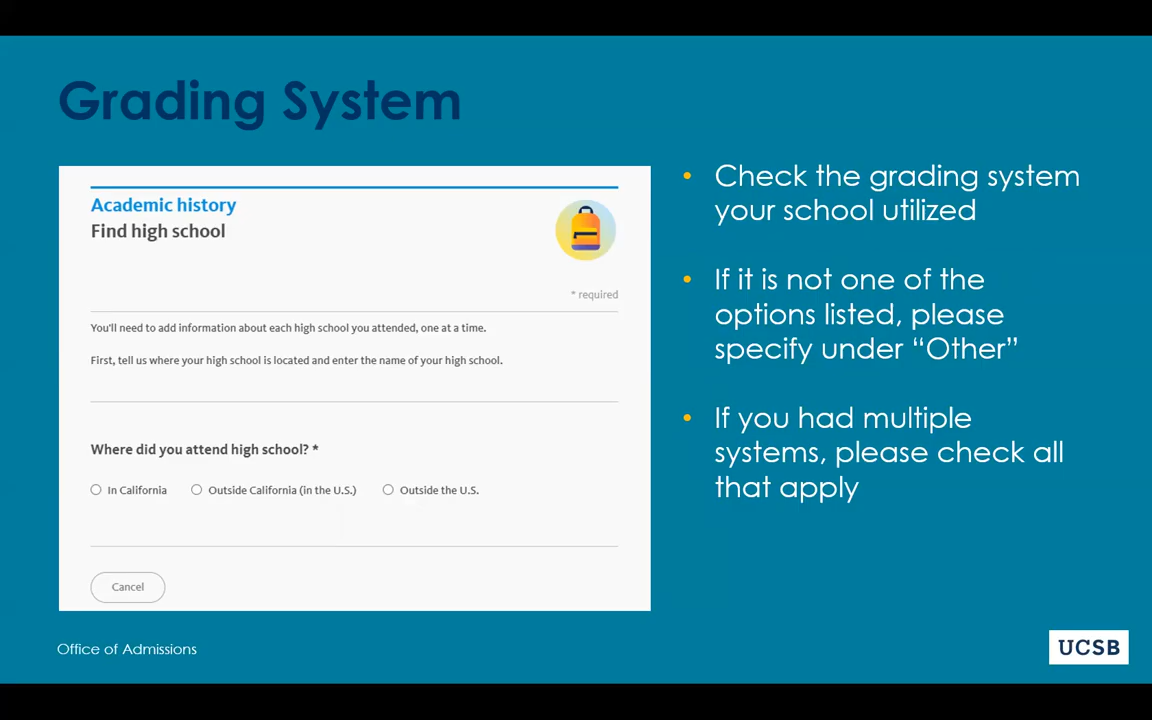 Grading System
Academic history
Find high school
* required
You'll need to add information about each high school you attended, one at a time.
First, tell us where your high school is located and enter the name of your high school.
Where did you attend high school? *
In California
Outside California (in the U.S.)
Outside the U.S.
Cancel
• Check the grading system
your school utilized
• If it is not one of the
options listed, please
specify under “Other”
• If you had multiple
systems, please check all
that apply
Office of Admissions
UCSB